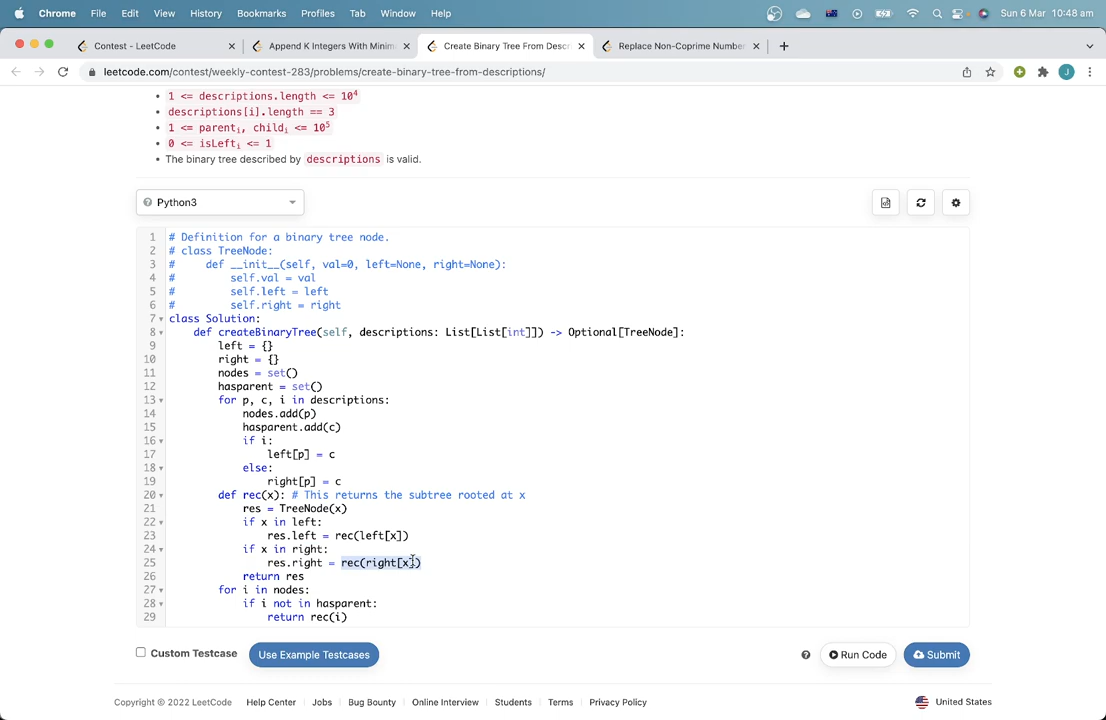 Chrome File Edit View History Bookmarks Profiles Tab Window Help Sun 6 Mar 10:48 am
Contest - LeetCode Append K Integers With Minim Create Binary Tree From Descr Replace Non-Coprime Number
leetcode.com/contest/weekly-contest-283/problems/create-binary-tree-from-descriptions/ J
• 1 <= descriptions.length <= 10⁴
• descriptions[i].length == 3
• 1 <= parentᵢ, childᵢ <= 10⁵
• 0 <= isLeftᵢ <= 1
• The binary tree described by descriptions is valid.
Python3
1 # Definition for a binary tree node.
2 # class TreeNode:
3 #     def __init__(self, val=0, left=None, right=None):
4 #         self.val = val
5 #         self.left = left
6 #         self.right = right
7 class Solution:
8     def createBinaryTree(self, descriptions: List[List[int]]) -> Optional[TreeNode]:
9         left = {}
10         right = {}
11         nodes = set()
12         hasparent = set()
13         for p, c, i in descriptions:
14             nodes.add(p)
15             hasparent.add(c)
16             if i:
17                 left[p] = c
18             else:
19                 right[p] = c
20         def rec(x): # This returns the subtree rooted at x
21             res = TreeNode(x)
22             if x in left:
23                 res.left = rec(left[x])
24             if x in right:
25                 res.right = rec(right[x])
26             return res
27         for i in nodes:
28             if i not in hasparent:
29                 return rec(i)
Custom Testcase Use Example Testcases Run Code Submit
Copyright © 2022 LeetCode Help Center Jobs Bug Bounty Online Interview Students Terms Privacy Policy United States